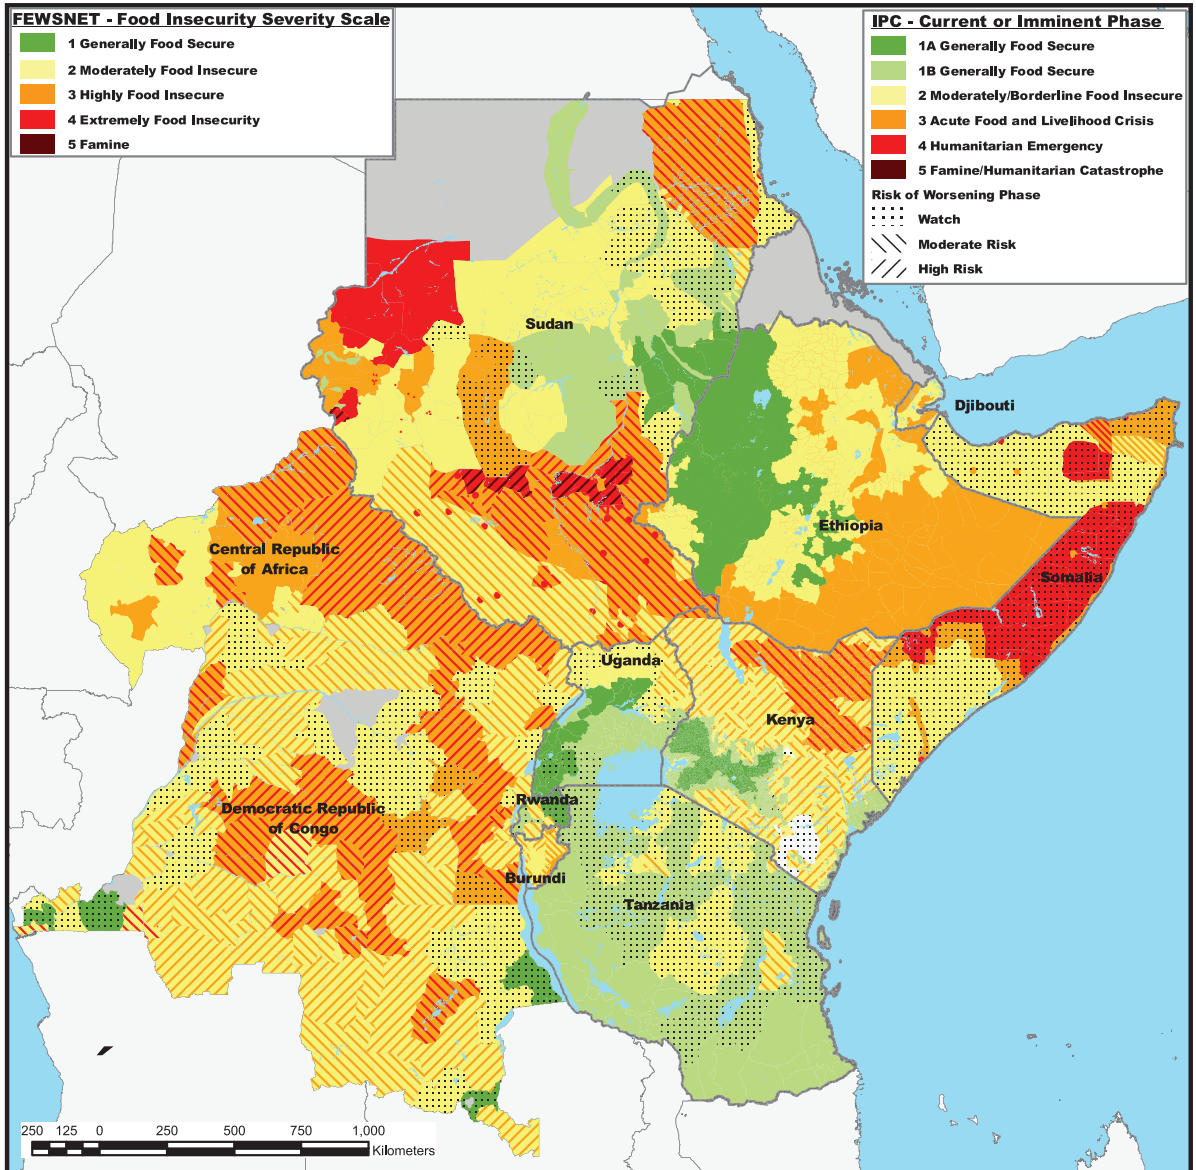 FEWSNET - Food Insecurity Severity Scale
1 Generally Food Secure
2 Moderately Food Insecure
3 Highly Food Insecure
4 Extremely Food Insecurity
5 Famine
IPC - Current or Imminent Phase
1A Generally Food Secure
1B Generally Food Secure
2 Moderately/Borderline Food Insecure
3 Acute Food and Livelihood Crisis
4 Humanitarian Emergency
5 Famine/Humanitarian Catastrophe
Risk of Worsening Phase
Watch
Moderate Risk
High Risk
Sudan
Djibouti
Ethiopia
Central Republic
of Africa
Somalia
Uganda
Kenya
Rwanda
Democratic Republic
of Congo
Burundi
Tanzania
250 125 0 250 500 750 1,000
Kilometers